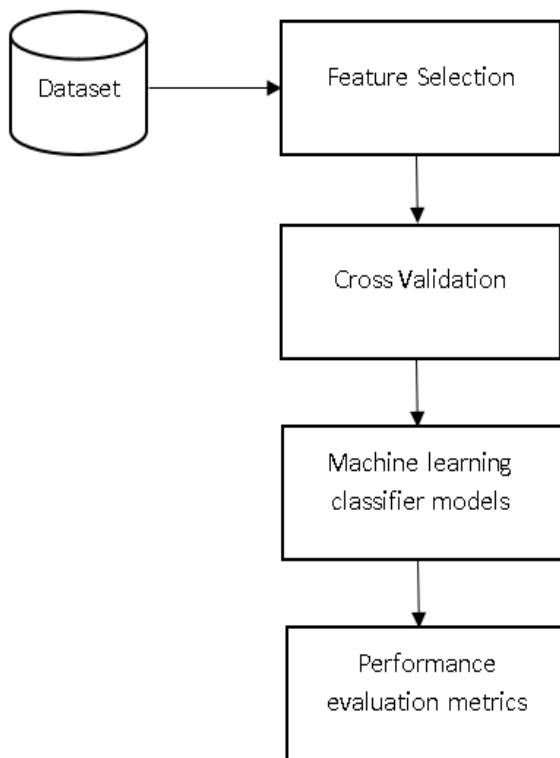 Dataset
Feature Selection
Cross Validation
Machine learning
classifier models
Performance
evaluation metrics